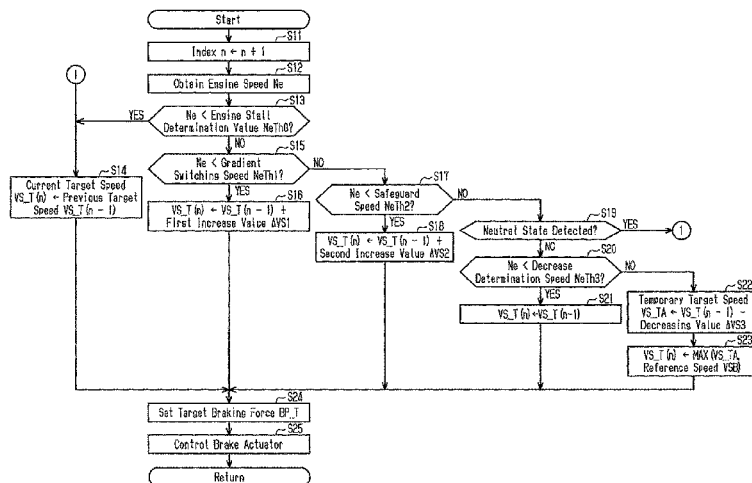 Start
S11
Index n ← n + 1
S12
Obtain Engine Speed Ne
S13
Ne < Engine Stall
Determination Value NeTh0?
YES
NO
1
S14
Current Target Speed
VS_T(n) ← Previous Target
Speed VS_T(n - 1)
S15
Ne < Gradient
Switching Speed NeTh1?
NO
YES
S16
VS_T(n) ← VS_T(n - 1) +
First Increase Value ΔVS1
S17
Ne < Safeguard
Speed NeTh2?
NO
YES
S18
VS_T(n) ← VS_T(n - 1) +
Second Increase Value ΔVS2
S19
Neutral State Detected?
YES
1
NO
S20
Ne < Decrease
Determination Speed NeTh3?
NO
YES
S21
VS_T(n)←VS_T(n-1)
S22
Temporary Target Speed
VS_TA ← VS_T(n - 1) -
Decreasing Value ΔVS3
S23
VS_T(n) ← MAX(VS_TA,
Reference Speed VSB)
S24
Set Target Braking Force BP_T
S25
Control Brake Actuator
Return